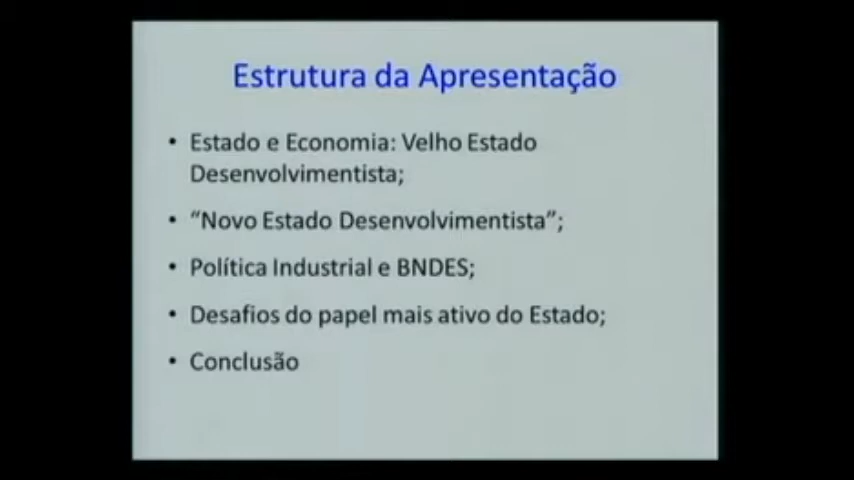 Estrutura da Apresentação
• Estado e Economia: Velho Estado
Desenvolvimentista;
• “Novo Estado Desenvolvimentista”;
• Política Industrial e BNDES;
• Desafios do papel mais ativo do Estado;
• Conclusão